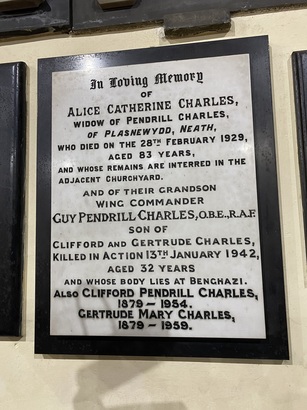 In Loving Memory
OF
ALICE CATHERINE CHARLES,
WIDOW OF PENDRILL CHARLES,
OF PLASNEWYDD, NEATH,
WHO DIED ON THE 28TH FEBRUARY 1929,
AGED 83 YEARS,
AND WHOSE REMAINS ARE INTERRED IN THE
ADJACENT CHURCHYARD.
AND OF THEIR GRANDSON
WING COMMANDER
GUY PENDRILL CHARLES, O.B.E., R.A.F.
SON OF
CLIFFORD AND GERTRUDE CHARLES,
KILLED IN ACTION 13TH JANUARY 1942,
AGED 32 YEARS
AND WHOSE BODY LIES AT BENGHAZI.
ALSO CLIFFORD PENDRILL CHARLES,
1879 – 1954.
GERTRUDE MARY CHARLES,
1879 – 1959.